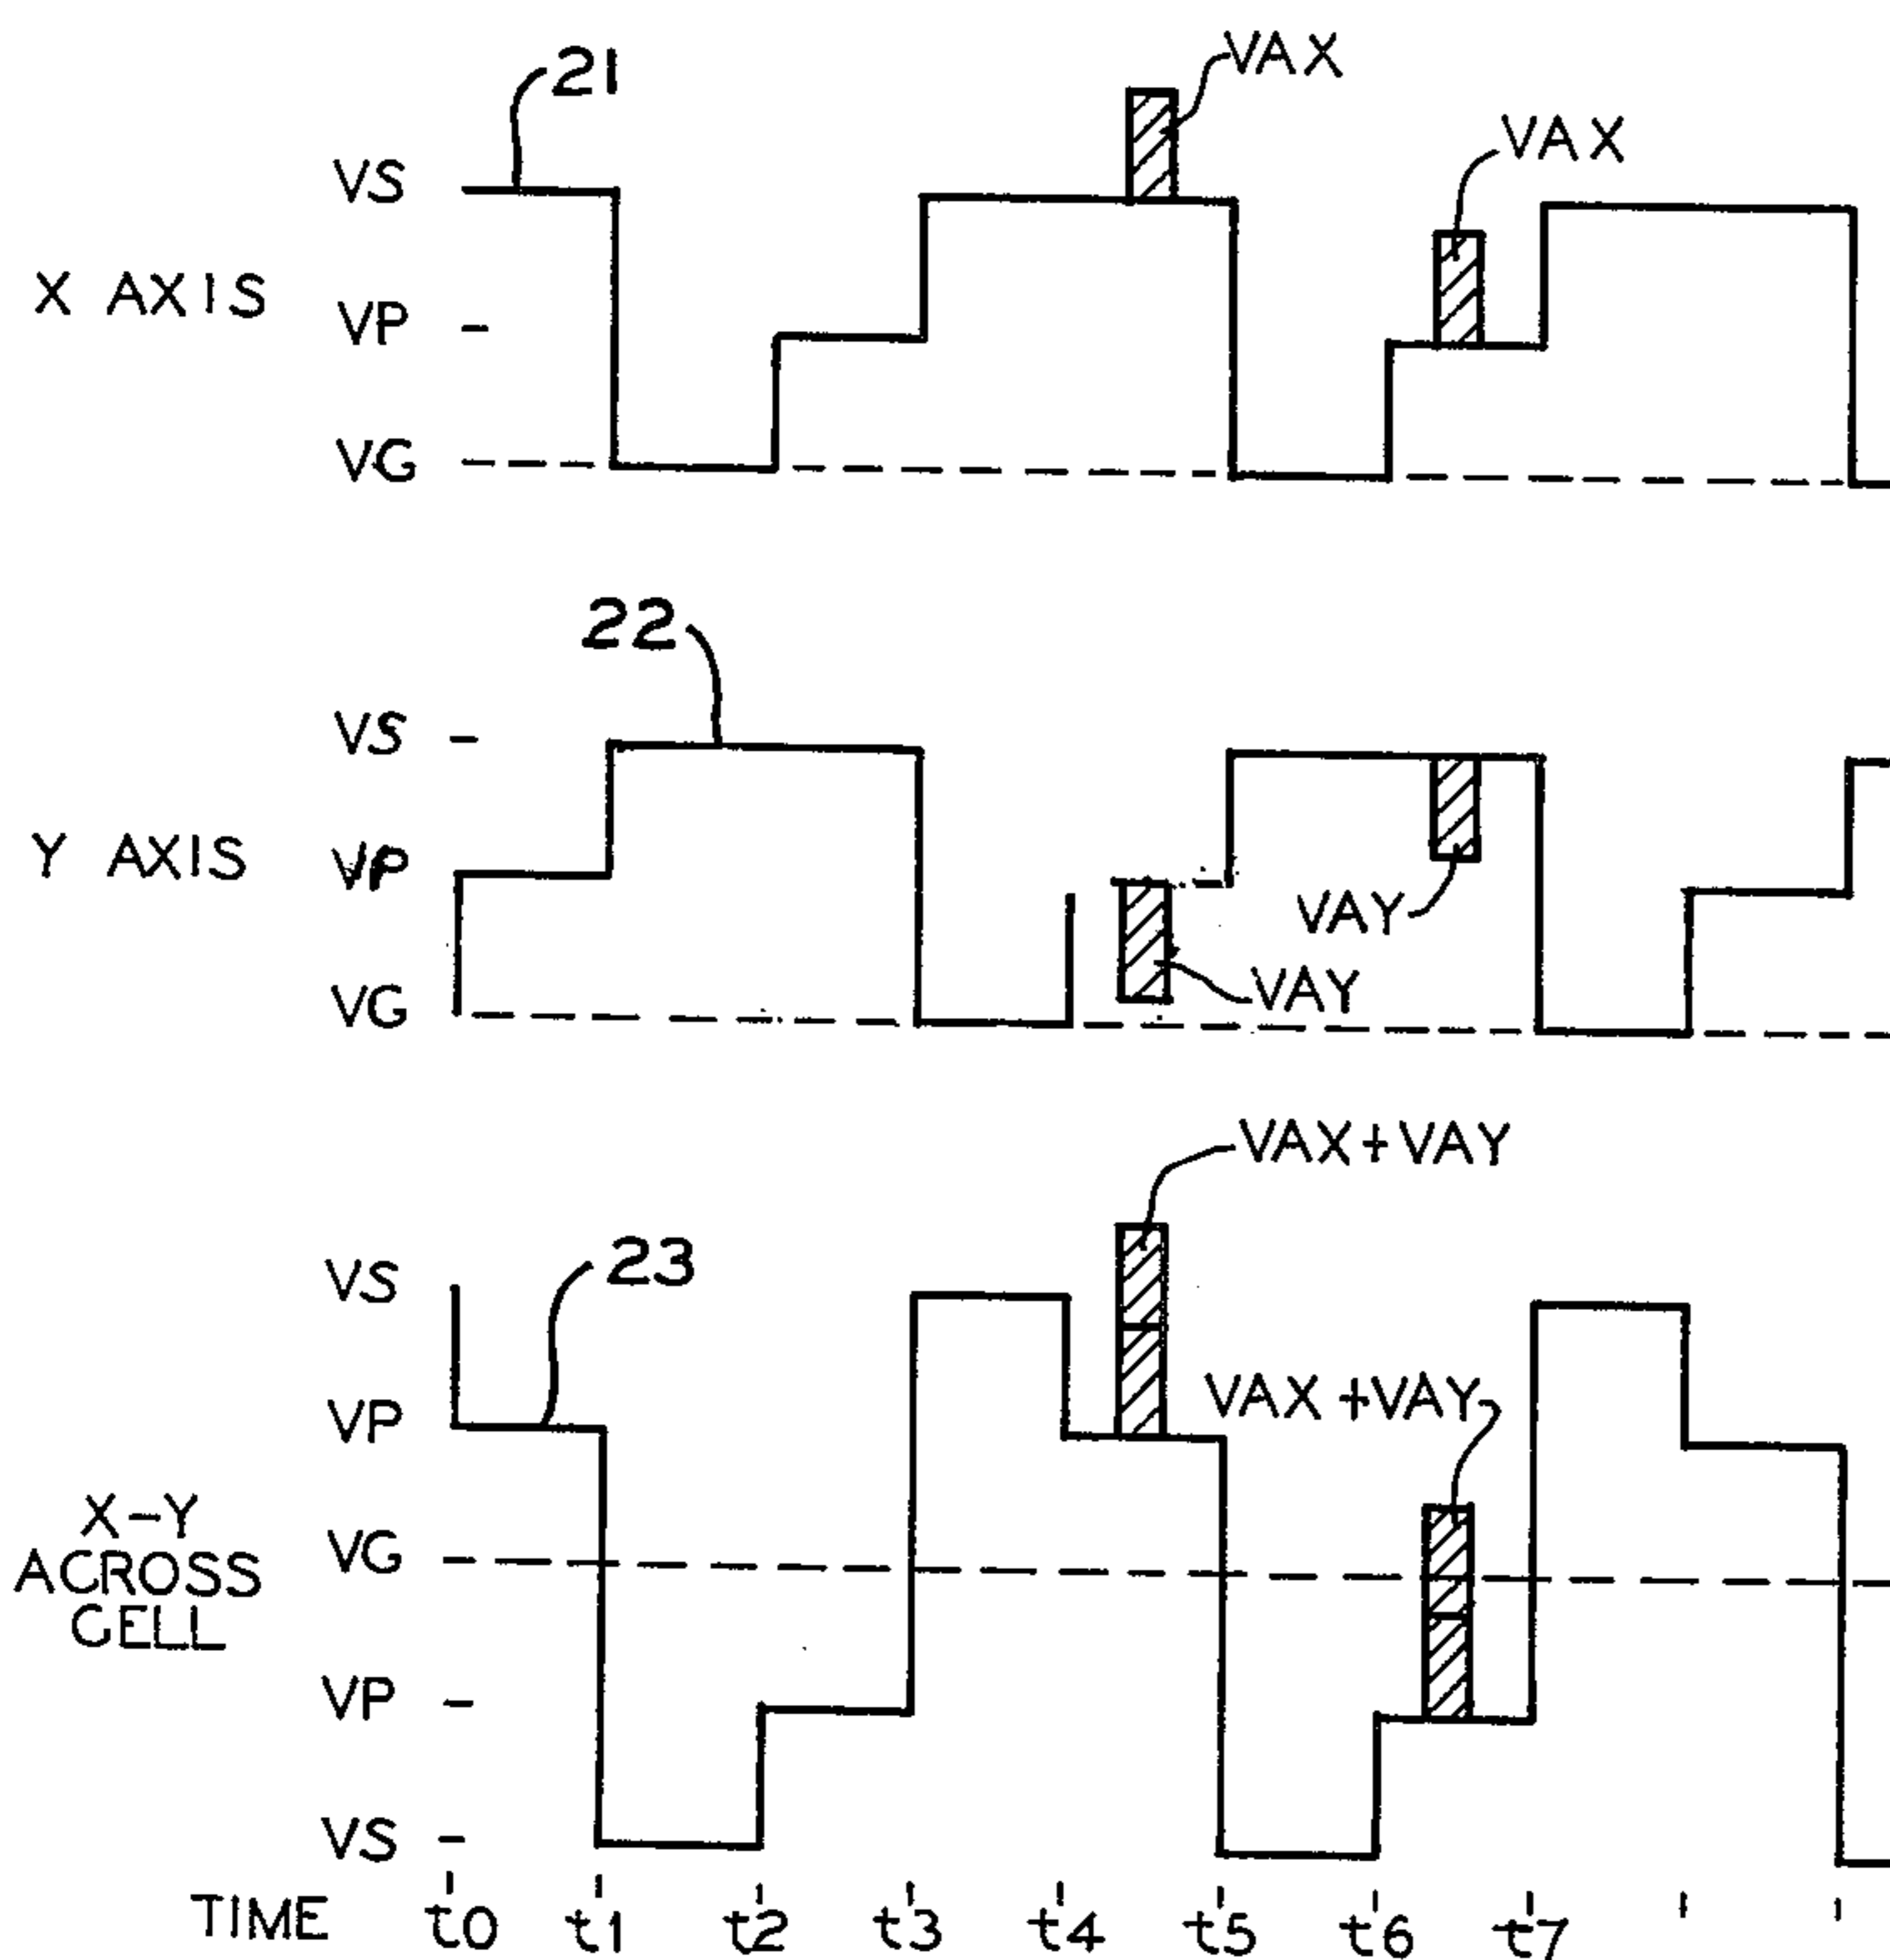 21
VAX
VAX
VS
X AXIS
VP
VG
22
VS
Y AXIS
VP
VAY
VG
VAY
VAX+VAY
VS
23
VP
VAX+VAY
X-Y
ACROSS
CELL
VG
VP
VS
TIME t0 t1 t2 t3 t4 t5 t6 t7